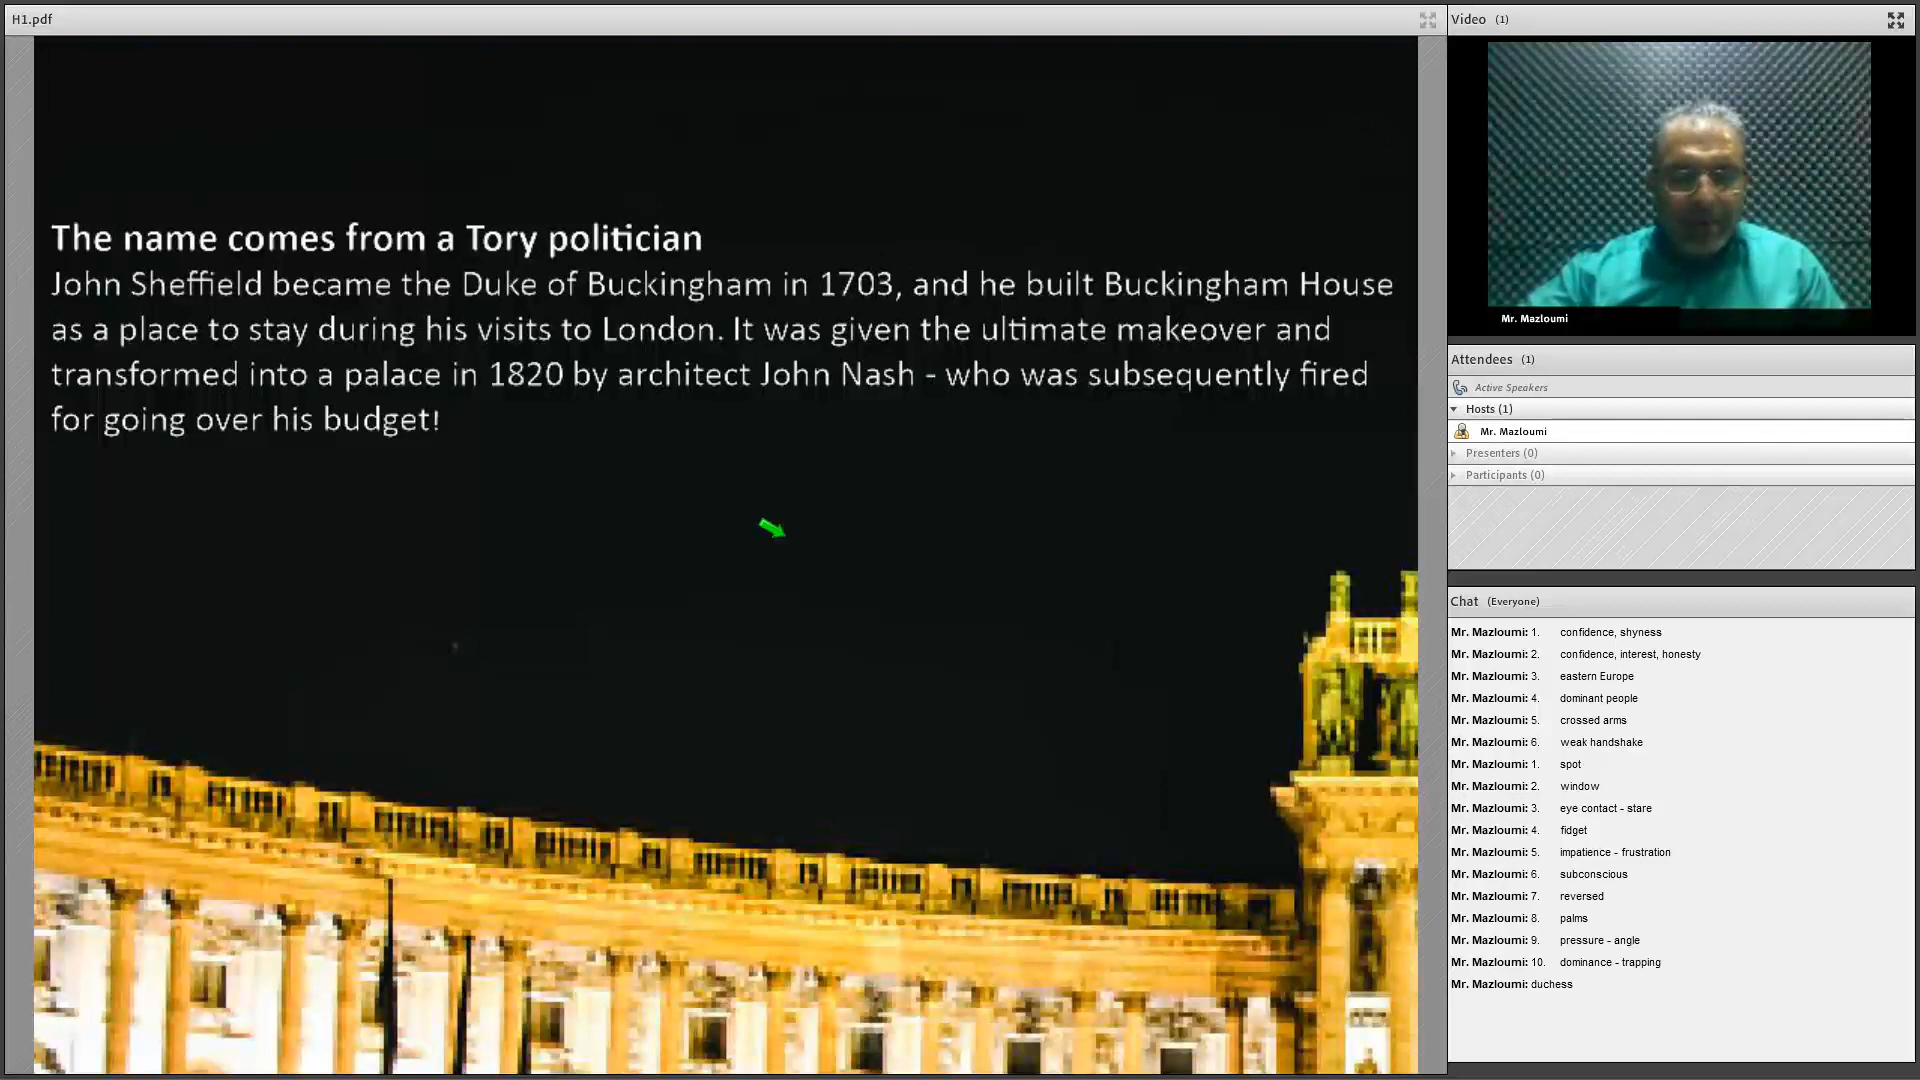 H1.pdf
The name comes from a Tory politician
John Sheffield became the Duke of Buckingham in 1703, and he built Buckingham House
as a place to stay during his visits to London. It was given the ultimate makeover and
transformed into a palace in 1820 by architect John Nash - who was subsequently fired
for going over his budget!
Video (1)
Mr. Mazloumi
Attendees (1)
Active Speakers
Hosts (1)
Mr. Mazloumi
Presenters (0)
Participants (0)
Chat (Everyone)
Mr. Mazloumi: 1. confidence, shyness
Mr. Mazloumi: 2. confidence, interest, honesty
Mr. Mazloumi: 3. eastern Europe
Mr. Mazloumi: 4. dominant people
Mr. Mazloumi: 5. crossed arms
Mr. Mazloumi: 6. weak handshake
Mr. Mazloumi: 1. spot
Mr. Mazloumi: 2. window
Mr. Mazloumi: 3. eye contact - stare
Mr. Mazloumi: 4. fidget
Mr. Mazloumi: 5. impatience - frustration
Mr. Mazloumi: 6. subconscious
Mr. Mazloumi: 7. reversed
Mr. Mazloumi: 8. palms
Mr. Mazloumi: 9. pressure - angle
Mr. Mazloumi: 10. dominance - trapping
Mr. Mazloumi: duchess